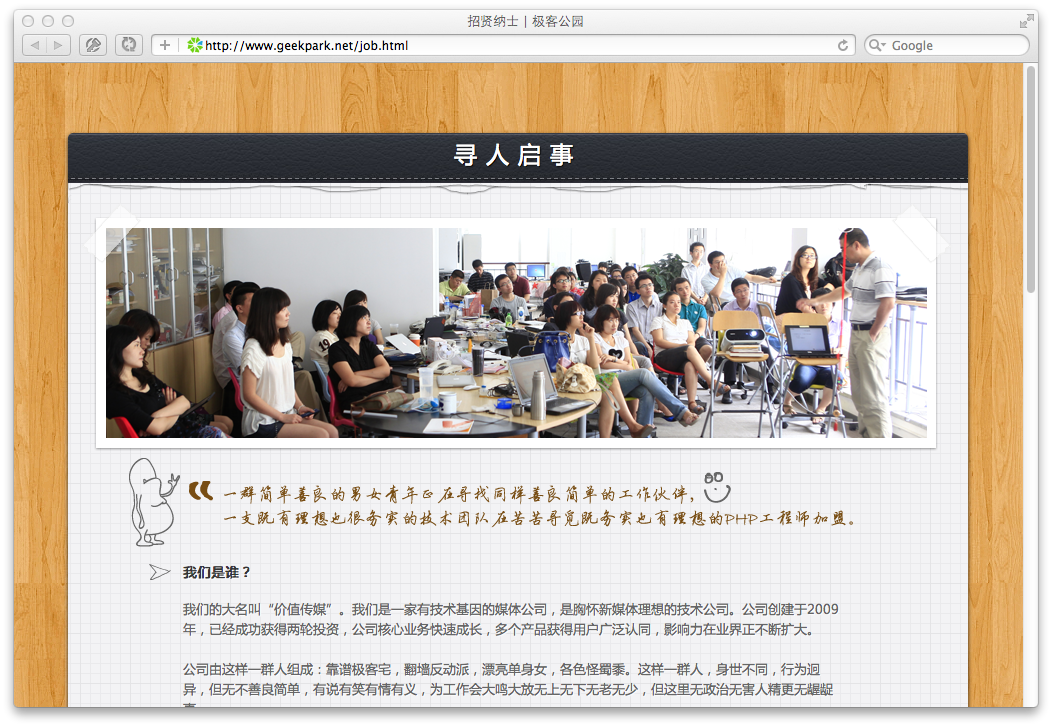 招贤纳士 | 极客公园
http://www.geekpark.net/job.html
Google
寻人启事
一群简单善良的男女青年正在寻找同样善良简单的工作伙伴，
一支既有理想也很务实的技术团队在苦苦寻觅既务实也有理想的PHP工程师加盟。
我们是谁？
我们的大名叫“价值传媒”。我们是一家有技术基因的媒体公司，是胸怀新媒体理想的技术公司。公司创建于2009
年，已经成功获得两轮投资，公司核心业务快速成长，多个产品获得用户广泛认同，影响力在业界正不断扩大。
公司由这样一群人组成：靠谱极客宅，翻墙反动派，漂亮单身女，各色怪蜀黍。这样一群人，身世不同，行为迥
异，但无不善良简单，有说有笑有情有义，为工作会大鸣大放无上无下无老无少，但这里无政治无害人精更无龌龊